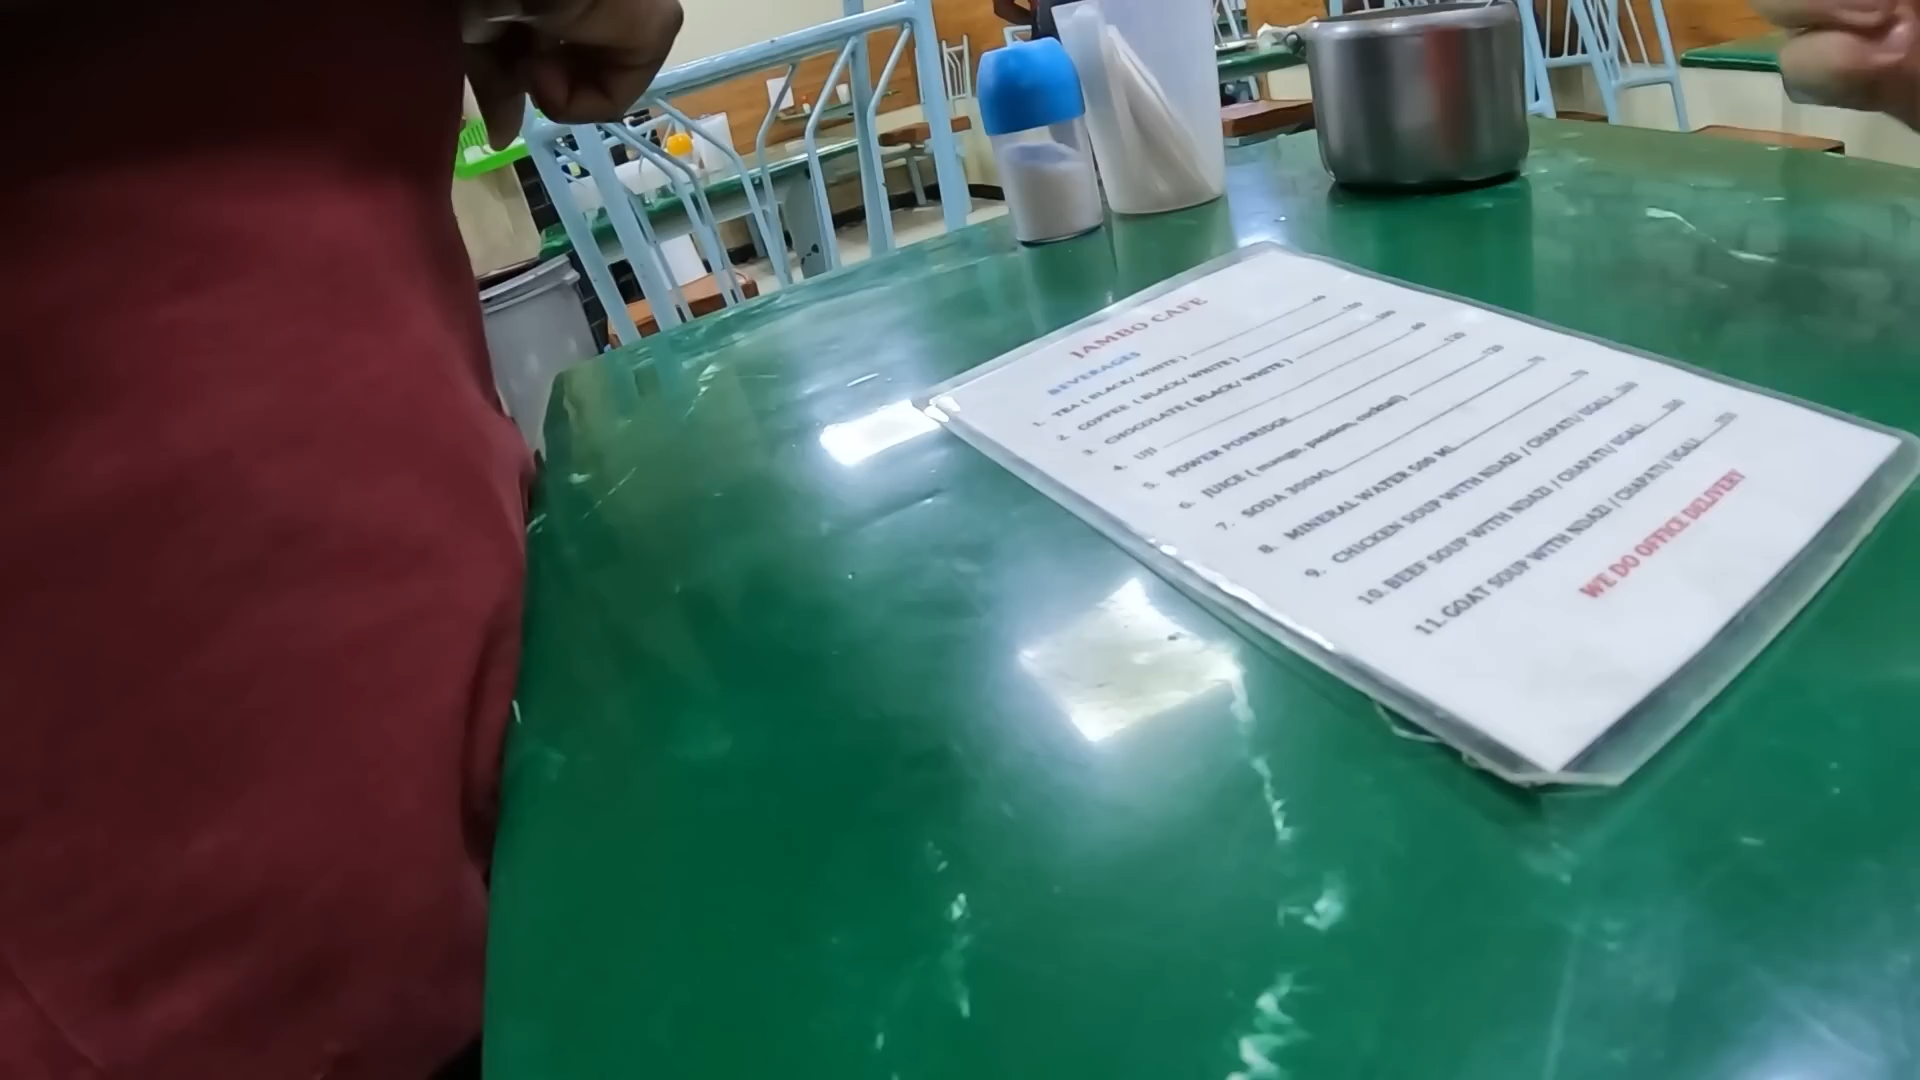 JAMBO CAFE
BEVERAGES
1. TEA ( BLACK/ WHITE )
2. COFFEE ( BLACK/ WHITE )
3. CHOCOLATE ( BLACK/ WHITE )
4. UJI
5. POWER PORRIDGE
6. JUICE ( mango, passion, cocktail)
7. SODA 300ML
8. MINERAL WATER 500 ML
9. CHICKEN SOUP WITH NDAZI / CHAPATI/ UGALI
10. BEEF SOUP WITH NDAZI / CHAPATI/ UGALI
11. GOAT SOUP WITH NDAZI / CHAPATI/ UGALI
WE DO OFFICE DELIVERY